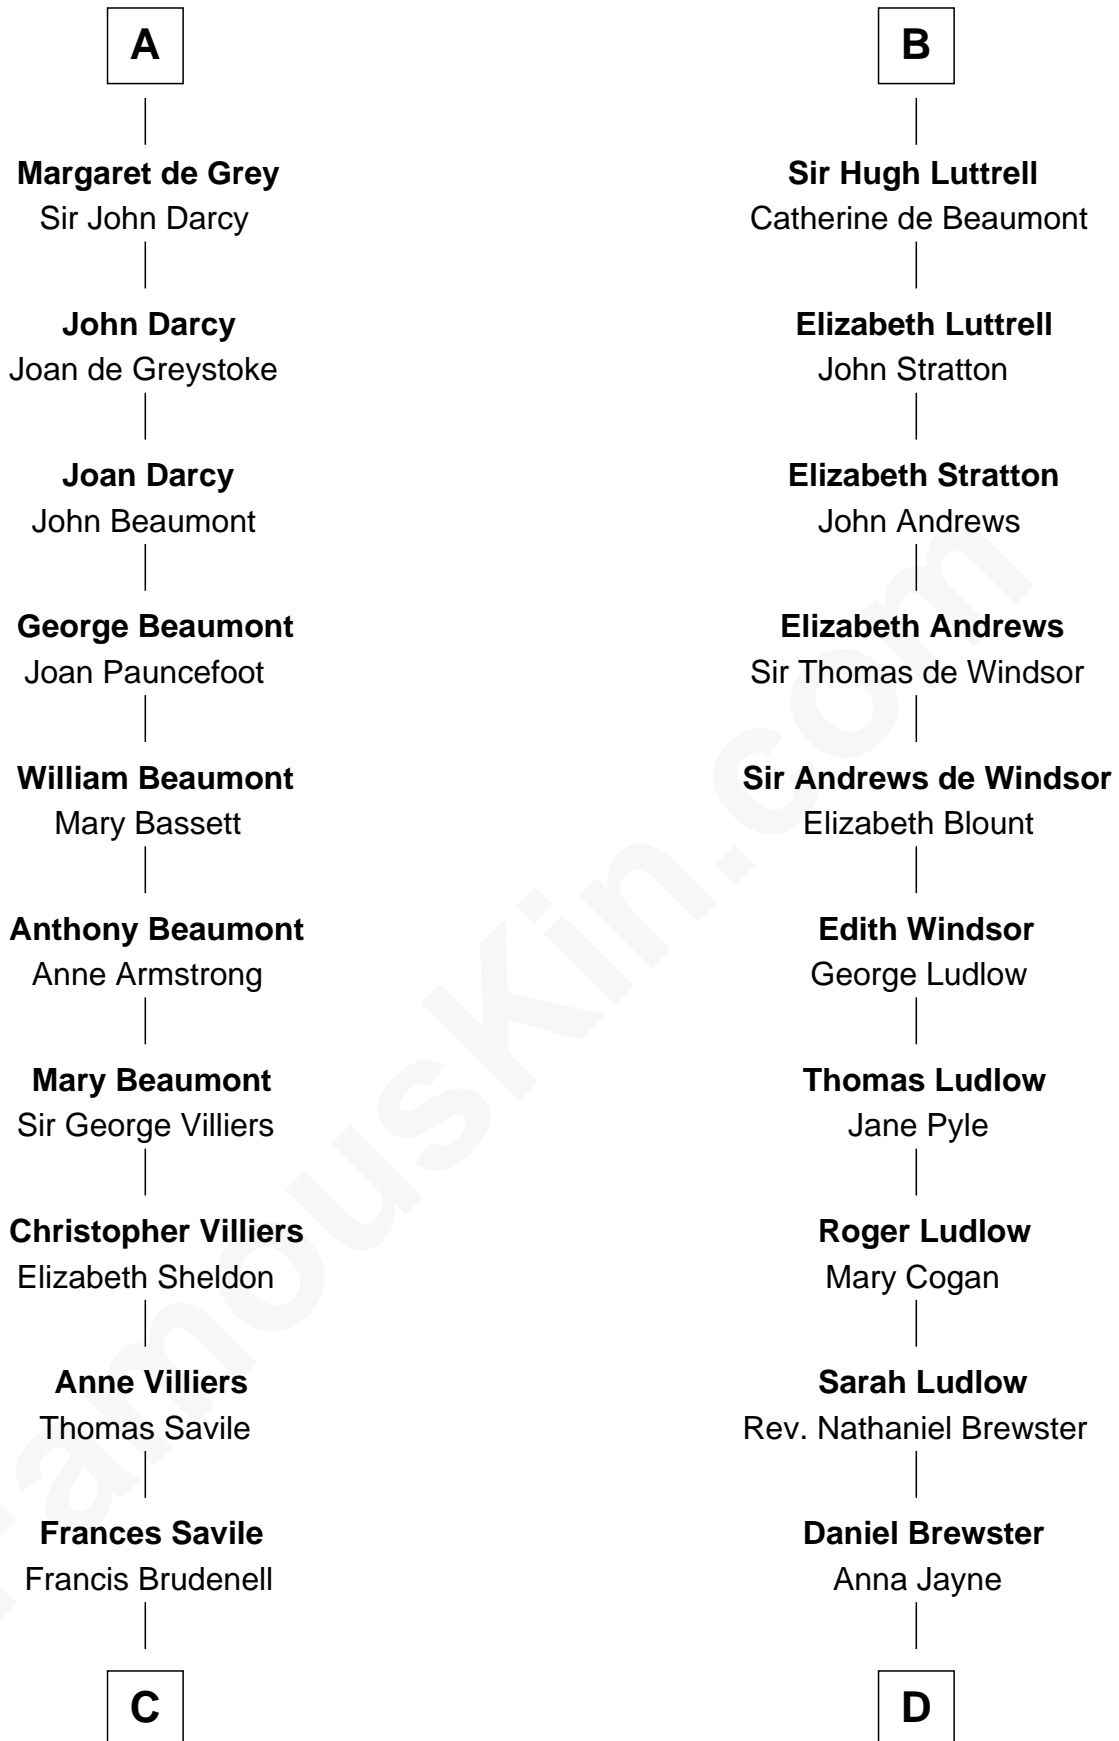 A
Margaret de Grey
Sir John Darcy
John Darcy
Joan de Greystoke
Joan Darcy
John Beaumont
George Beaumont
Joan Pauncefoot
William Beaumont
Mary Bassett
Anthony Beaumont
Anne Armstrong
Mary Beaumont
Sir George Villiers
Christopher Villiers
Elizabeth Sheldon
Anne Villiers
Thomas Savile
Frances Savile
Francis Brudenell
C
B
Sir Hugh Luttrell
Catherine de Beaumont
Elizabeth Luttrell
John Stratton
Elizabeth Stratton
John Andrews
Elizabeth Andrews
Sir Thomas de Windsor
Sir Andrews de Windsor
Elizabeth Blount
Edith Windsor
George Ludlow
Thomas Ludlow
Jane Pyle
Roger Ludlow
Mary Cogan
Sarah Ludlow
Rev. Nathaniel Brewster
Daniel Brewster
Anna Jayne
D
FamousKin.com